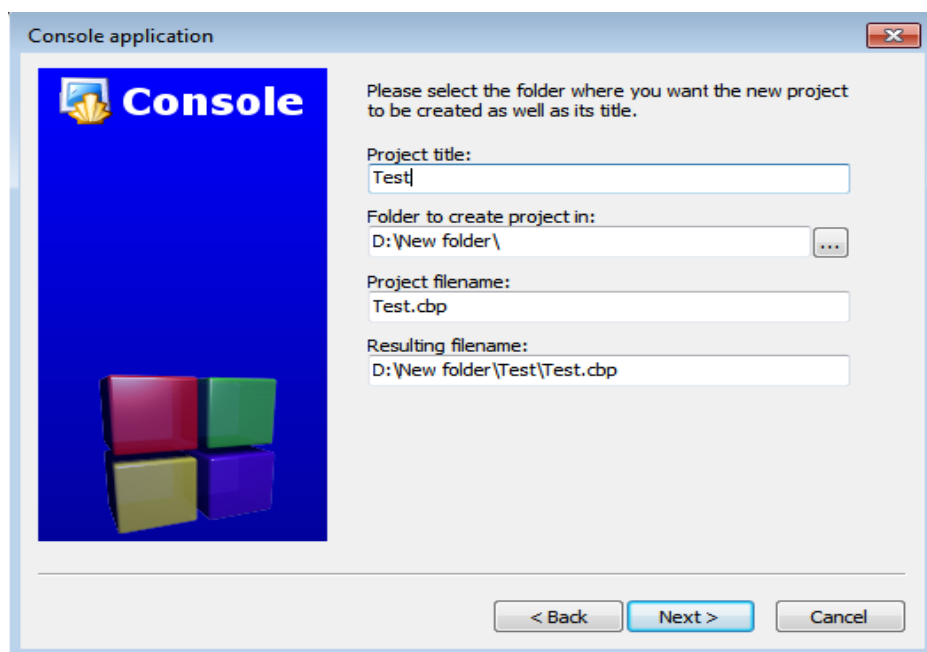 Console application
Console
Please select the folder where you want the new project
to be created as well as its title.
Project title:
Test
Folder to create project in:
D:\New folder\
...
Project filename:
Test.cbp
Resulting filename:
D:\New folder\Test\Test.cbp
< Back
Next >
Cancel